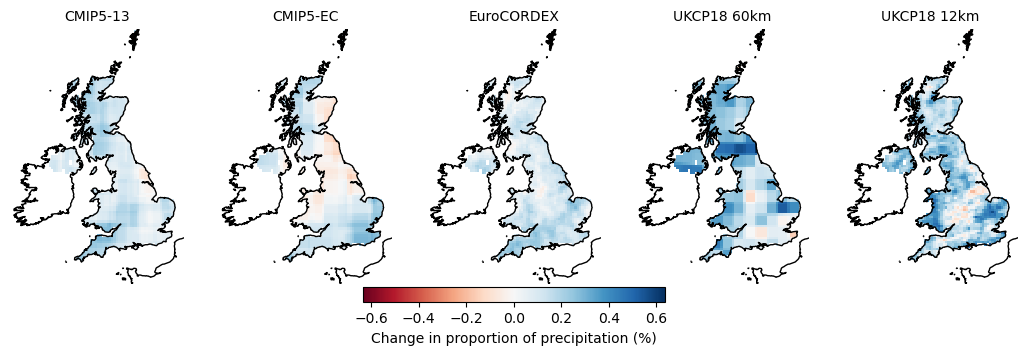 CMIP5-13 CMIP5-EC EuroCORDEX UKCP18 60km UKCP18 12km
−0.6 −0.4 −0.2 0.0 0.2 0.4 0.6
Change in proportion of precipitation (%)